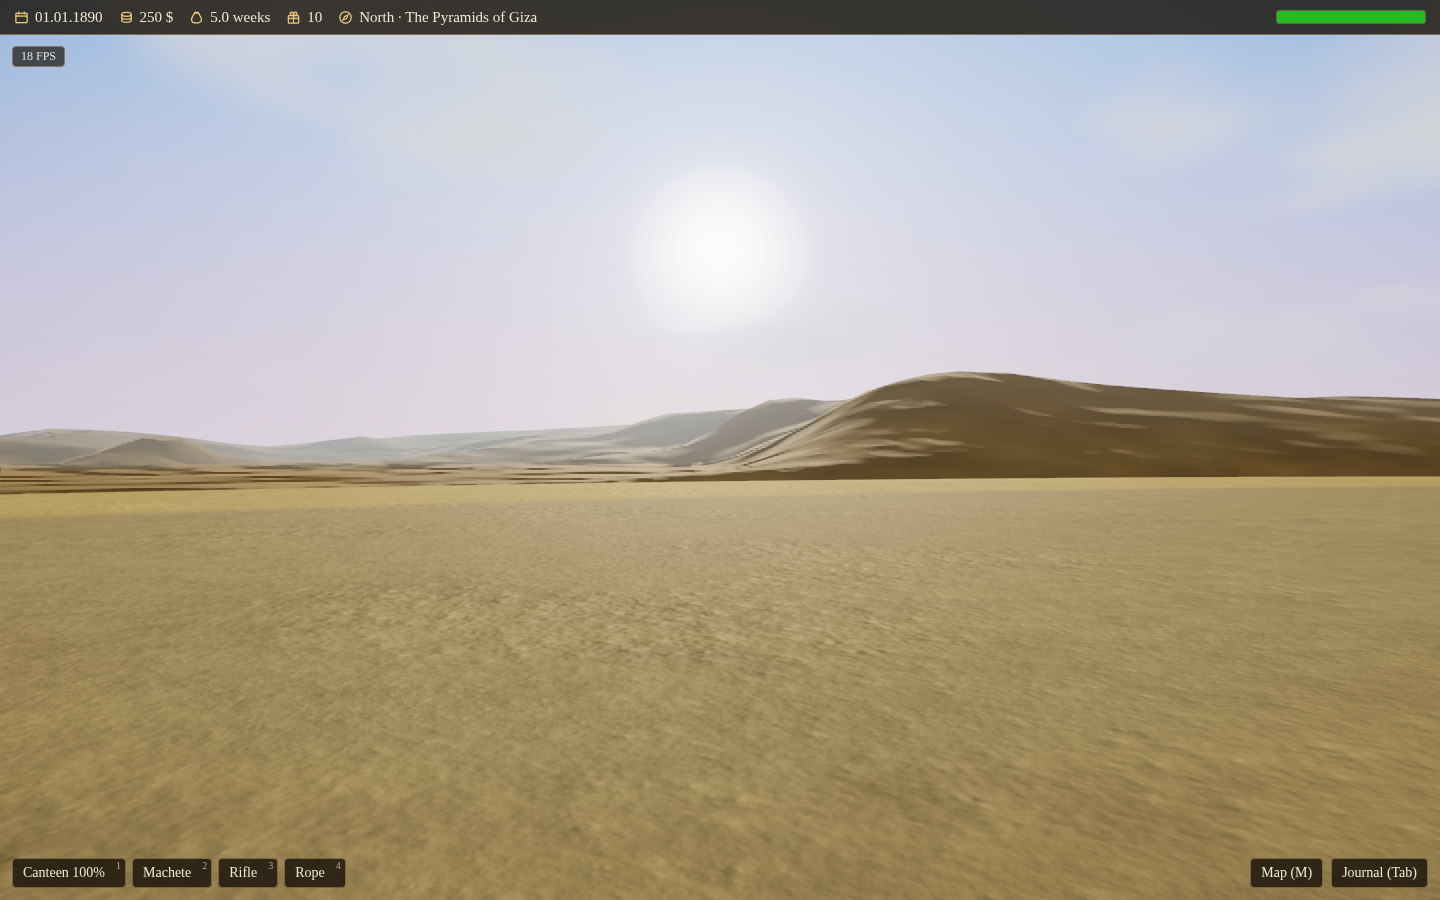 01.01.1890 250 $ 5.0 weeks 10 North · The Pyramids of Giza
18 FPS
Canteen 100% 1 Machete 2 Rifle 3 Rope 4 Map (M) Journal (Tab)